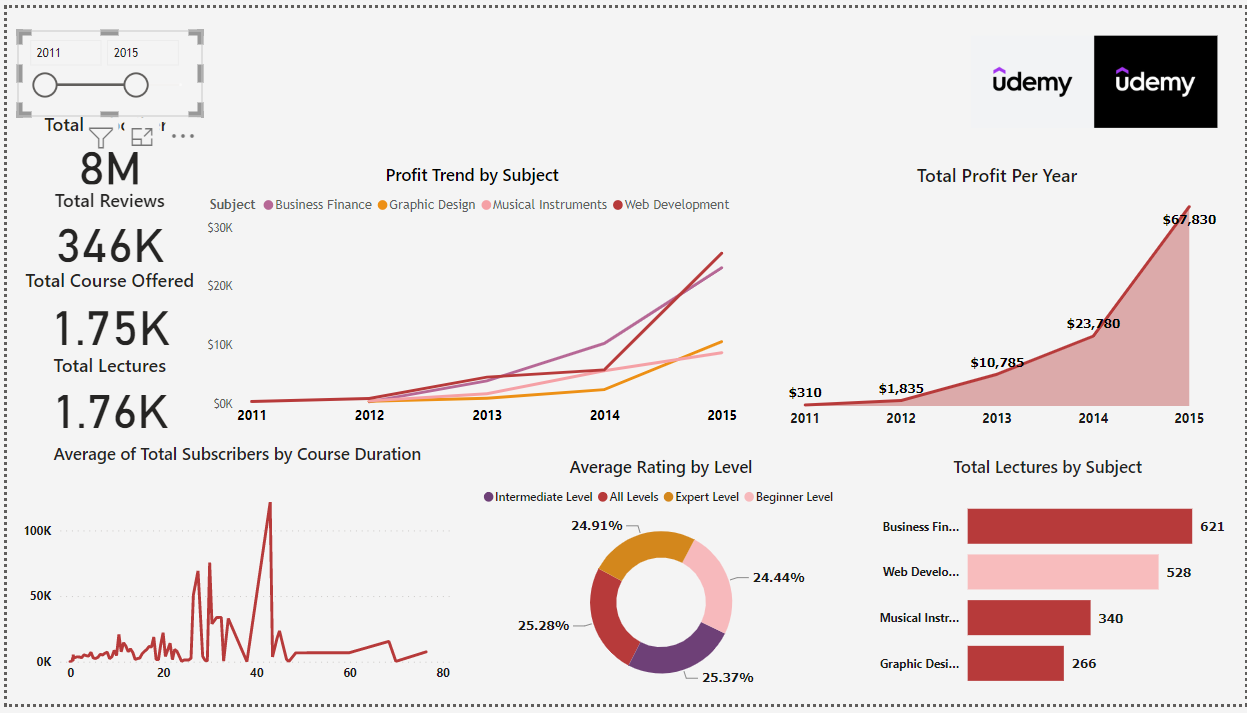 2011 2015
udemy udemy
Total
8M
Total Reviews
346K
Total Course Offered
1.75K
Total Lectures
1.76K
Profit Trend by Subject
Subject Business Finance Graphic Design Musical Instruments Web Development
$30K
$20K
$10K
$0K
2011 2012 2013 2014 2015
Total Profit Per Year
$67,830
$23,780
$10,785
$1,835
$310
2011 2012 2013 2014 2015
Average of Total Subscribers by Course Duration
100K
50K
0K
0 20 40 60 80
Average Rating by Level
Intermediate Level All Levels Expert Level Beginner Level
24.91%
24.44%
25.28%
25.37%
Total Lectures by Subject
Business Fin... 621
Web Develo... 528
Musical Instr... 340
Graphic Desi... 266